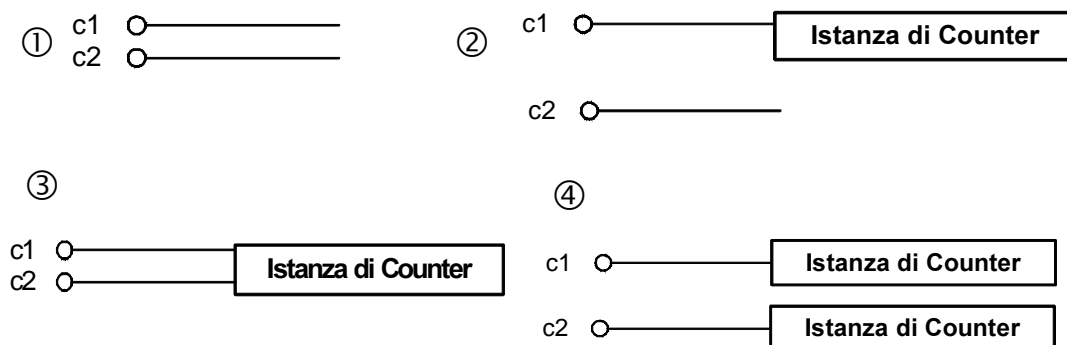 ① c1
c2
② c1 Istanza di Counter
c2
③
c1
c2 Istanza di Counter
④
c1 Istanza di Counter
c2 Istanza di Counter